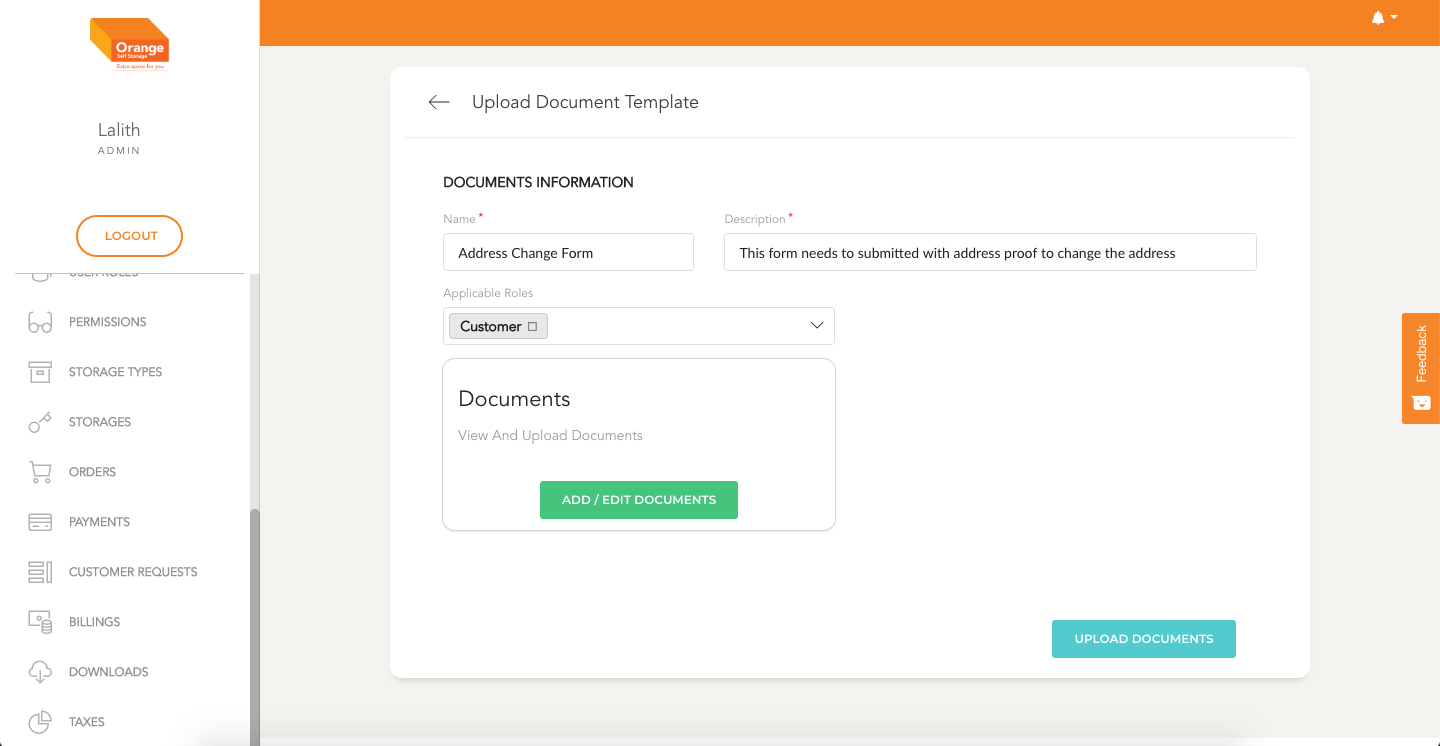 Orange
Self Storage
Extra space for you
Lalith
ADMIN
LOGOUT
USER ROLES
PERMISSIONS
STORAGE TYPES
STORAGES
ORDERS
PAYMENTS
CUSTOMER REQUESTS
BILLINGS
DOWNLOADS
TAXES
Upload Document Template
DOCUMENTS INFORMATION
Name * Description *
Address Change Form This form needs to submitted with address proof to change the address
Applicable Roles
Customer
Documents
View And Upload Documents
ADD / EDIT DOCUMENTS
UPLOAD DOCUMENTS
Feedback